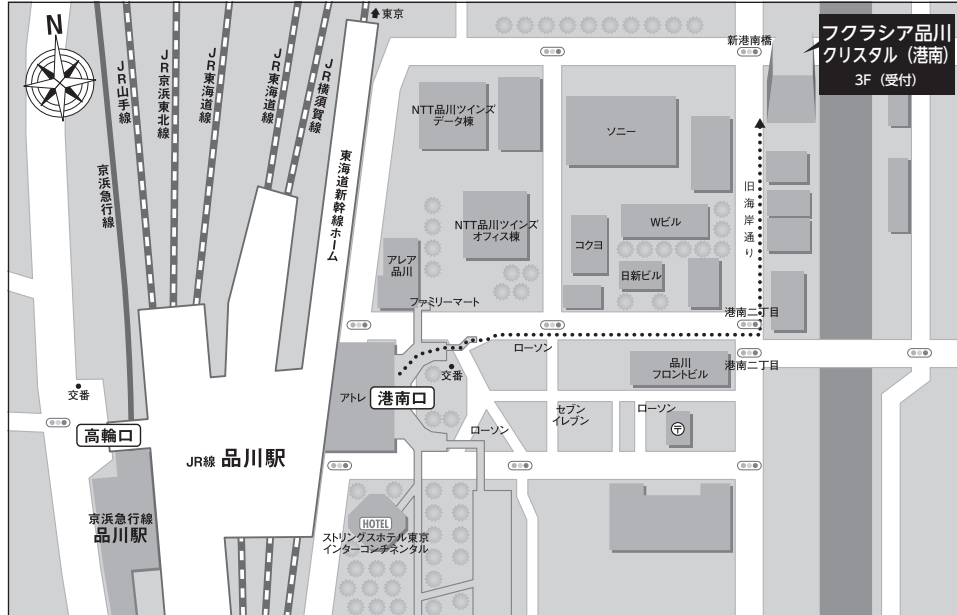 N
東京
新港南橋
フクラシア品川
クリスタル（港南）
3F（受付）
JR山手線
JR京浜東北線
JR東海道線
JR東海道線
JR横須賀線
京浜急行線
東海道新幹線ホーム
NTT品川ツインズ
データ棟
ソニー
旧海岸通り
NTT品川ツインズ
オフィス棟
Wビル
コクヨ
アレア
品川
日新ビル
ファミリーマート
港南二丁目
ローソン
港南二丁目
品川
フロントビル
交番
交番
アトレ
港南口
セブン
イレブン
ローソン
〒
ローソン
高輪口
JR線 品川駅
京浜急行線
品川駅
HOTEL
ストリングスホテル東京
インターコンチネンタル